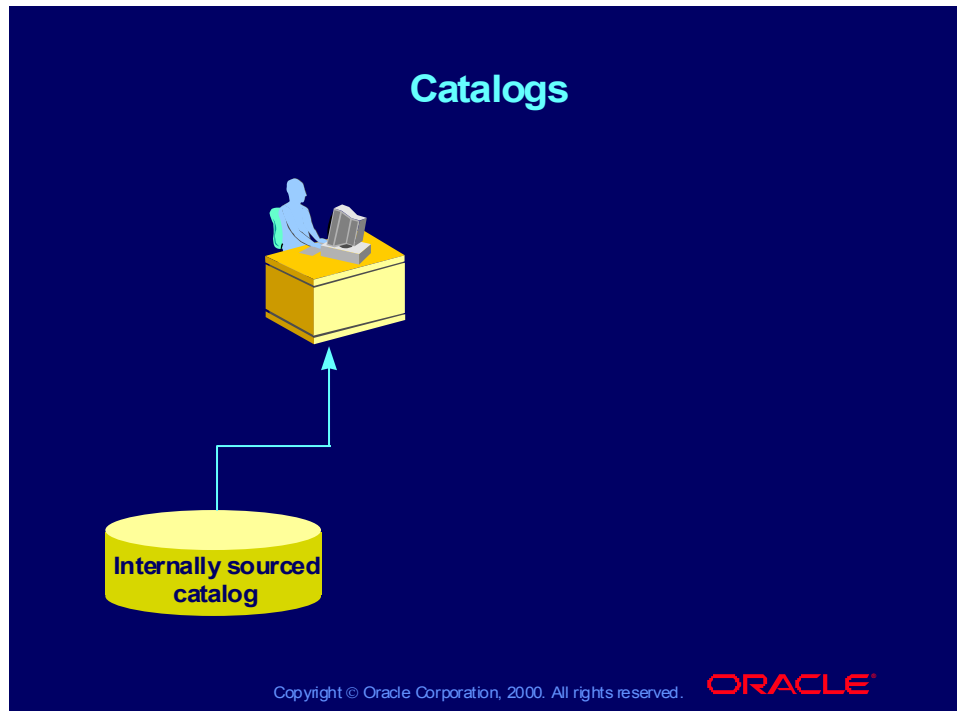 Catalogs
Internally sourced
catalog
Copyright © Oracle Corporation, 2000. All rights reserved.
ORACLE®